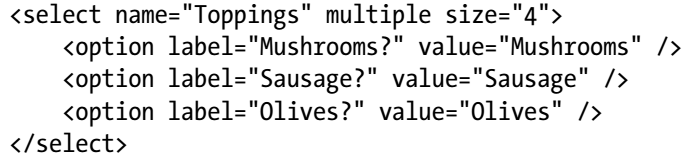 <select name="Toppings" multiple size="4">
    <option label="Mushrooms?" value="Mushrooms" />
    <option label="Sausage?" value="Sausage" />
    <option label="Olives?" value="Olives" />
</select>